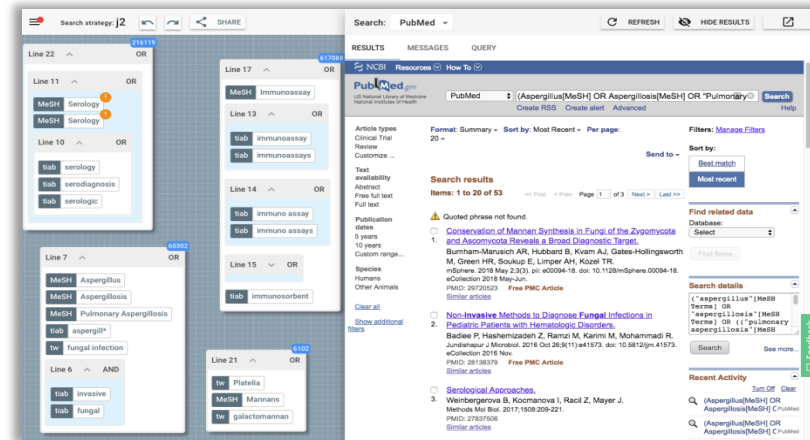 Search strategy: j2
SHARE
216119
Line 22 OR
Line 11 OR
MeSH Serology
MeSH Serology
Line 10 OR
tiab serology
tiab serodiagnosis
tiab serologic
60302
Line 7 OR
MeSH Aspergillus
MeSH Aspergillosis
MeSH Pulmonary Aspergillosis
tiab aspergill*
tw fungal infection
Line 6 AND
tiab invasive
tiab fungal
Line 17 OR
MeSH Immunoassay
Line 13 OR
tiab immunoassay
tiab immunoassays
Line 14 OR
tiab immuno assay
tiab immuno assays
Line 15 OR
tiab immunosorbent
6102
Line 21 OR
tw Platelia
MeSH Mannans
tw galactomannan
Search: PubMed
REFRESH
HIDE RESULTS
RESULTS MESSAGES QUERY
NCBI Resources How To
PubMed.gov
US National Library of Medicine
National Institutes of Health
PubMed
(Aspergillus[MeSH] OR Aspergillosis[MeSH] OR "Pulmonary
Search
Create RSS Create alert Advanced
Help
Article types
Clinical Trial
Review
Customize ...
Text
availability
Abstract
Free full text
Full text
Publication
dates
5 years
10 years
Custom range...
Species
Humans
Other Animals
Clear all
Show additional
filters
Format: Summary Sort by: Most Recent Per page:
20
Send to
Search results
Items: 1 to 20 of 53
<< First < Prev Page 1 of 3 Next > Last >>
Quoted phrase not found.
Conservation of Mannan Synthesis in Fungi of the Zygomycota
1. and Ascomycota Reveals a Broad Diagnostic Target.
Burnham-Marusich AR, Hubbard B, Kvam AJ, Gates-Hollingsworth
M, Green HR, Soukup E, Limper AH, Kozel TR.
mSphere. 2018 May 2;3(3). pii: e00094-18. doi: 10.1128/mSphere.00094-18.
eCollection 2018 May-Jun.
PMID: 29720523 Free PMC Article
Similar articles
Non-Invasive Methods to Diagnose Fungal Infections in
2. Pediatric Patients with Hematologic Disorders.
Badiee P, Hashemizadeh Z, Ramzi M, Karimi M, Mohammadi R.
Jundishapur J Microbiol. 2016 Oct 26;9(11):e41573. doi: 10.5812/jjm.41573.
eCollection 2016 Nov.
PMID: 28138379 Free PMC Article
Similar articles
Serological Approaches.
3. Weinbergerova B, Kocmanova I, Racil Z, Mayer J.
Methods Mol Biol. 2017;1508:209-221.
PMID: 27837506
Similar articles
Filters: Manage Filters
Sort by:
Best match
Most recent
Find related data
Database:
Select
Find items
Search details
("aspergillus"[MeSH
Terms] OR
"aspergillosis"[MeSH
Terms] OR (("pulmonary
aspergillosis"[MeSH
Search
See more...
Recent Activity
Turn Off Clear
(Aspergillus[MeSH] OR
Aspergillosis[MeSH] C PubMed
(Aspergillus[MeSH] OR
Aspergillosis[MeSH] C PubMed
Feedback